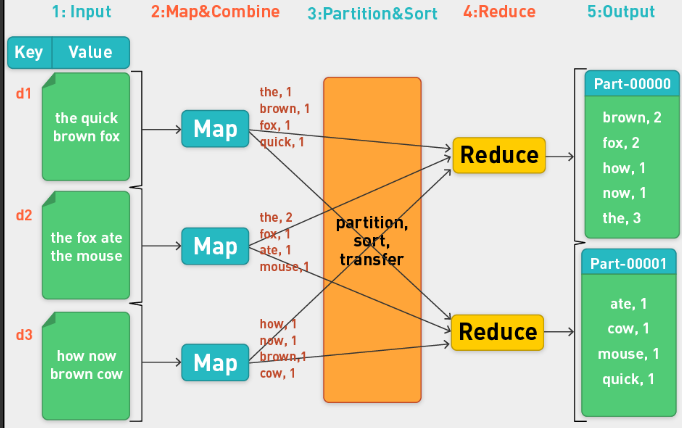 1: Input
2:Map&Combine
3:Partition&Sort
4:Reduce
5:Output
Key
Value
d1
the quick
brown fox
Map
the, 1
brown, 1
fox, 1
quick, 1
d2
the fox ate
the mouse
Map
the, 2
fox, 1
ate, 1
mouse,1
d3
how now
brown cow
Map
how, 1
now, 1
brown,1
cow, 1
partition,
sort,
transfer
Reduce
Reduce
Part-00000
brown, 2
fox, 2
how, 1
now, 1
the, 3
Part-00001
ate, 1
cow, 1
mouse, 1
quick, 1